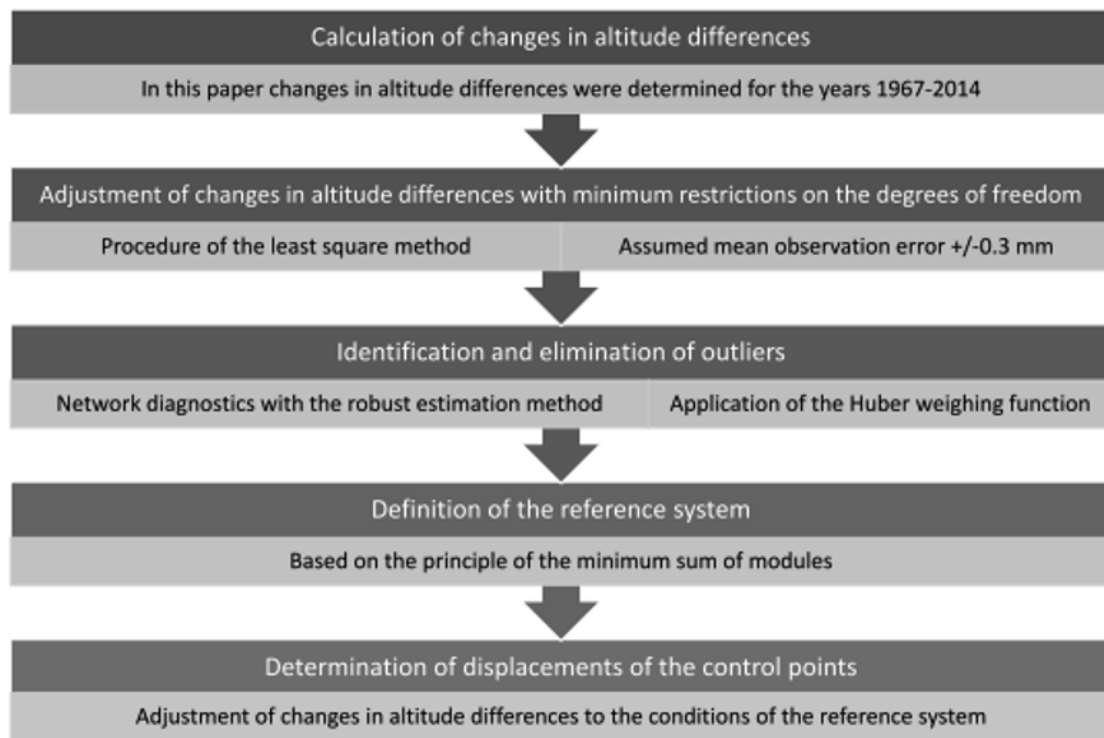 Calculation of changes in altitude differences
In this paper changes in altitude differences were determined for the years 1967-2014
Adjustment of changes in altitude differences with minimum restrictions on the degrees of freedom
Procedure of the least square method
Assumed mean observation error +/-0.3 mm
Identification and elimination of outliers
Network diagnostics with the robust estimation method
Application of the Huber weighing function
Definition of the reference system
Based on the principle of the minimum sum of modules
Determination of displacements of the control points
Adjustment of changes in altitude differences to the conditions of the reference system